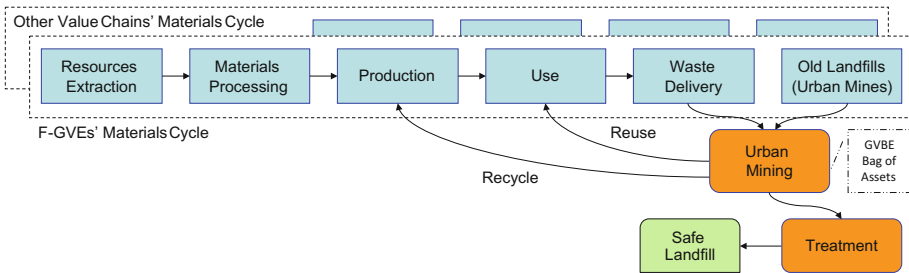 Other Value Chains' Materials Cycle
Resources
Extraction
Materials
Processing
Production
Use
Waste
Delivery
Old Landfills
(Urban Mines)
F-GVEs' Materials Cycle
Reuse
Recycle
Urban
Mining
GVBE
Bag of
Assets
Safe
Landfill
Treatment